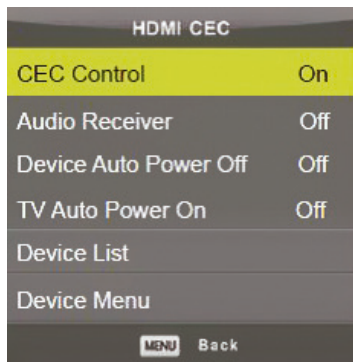 HDMI CEC
CEC Control On
Audio Receiver Off
Device Auto Power Off Off
TV Auto Power On Off
Device List
Device Menu
MENU Back